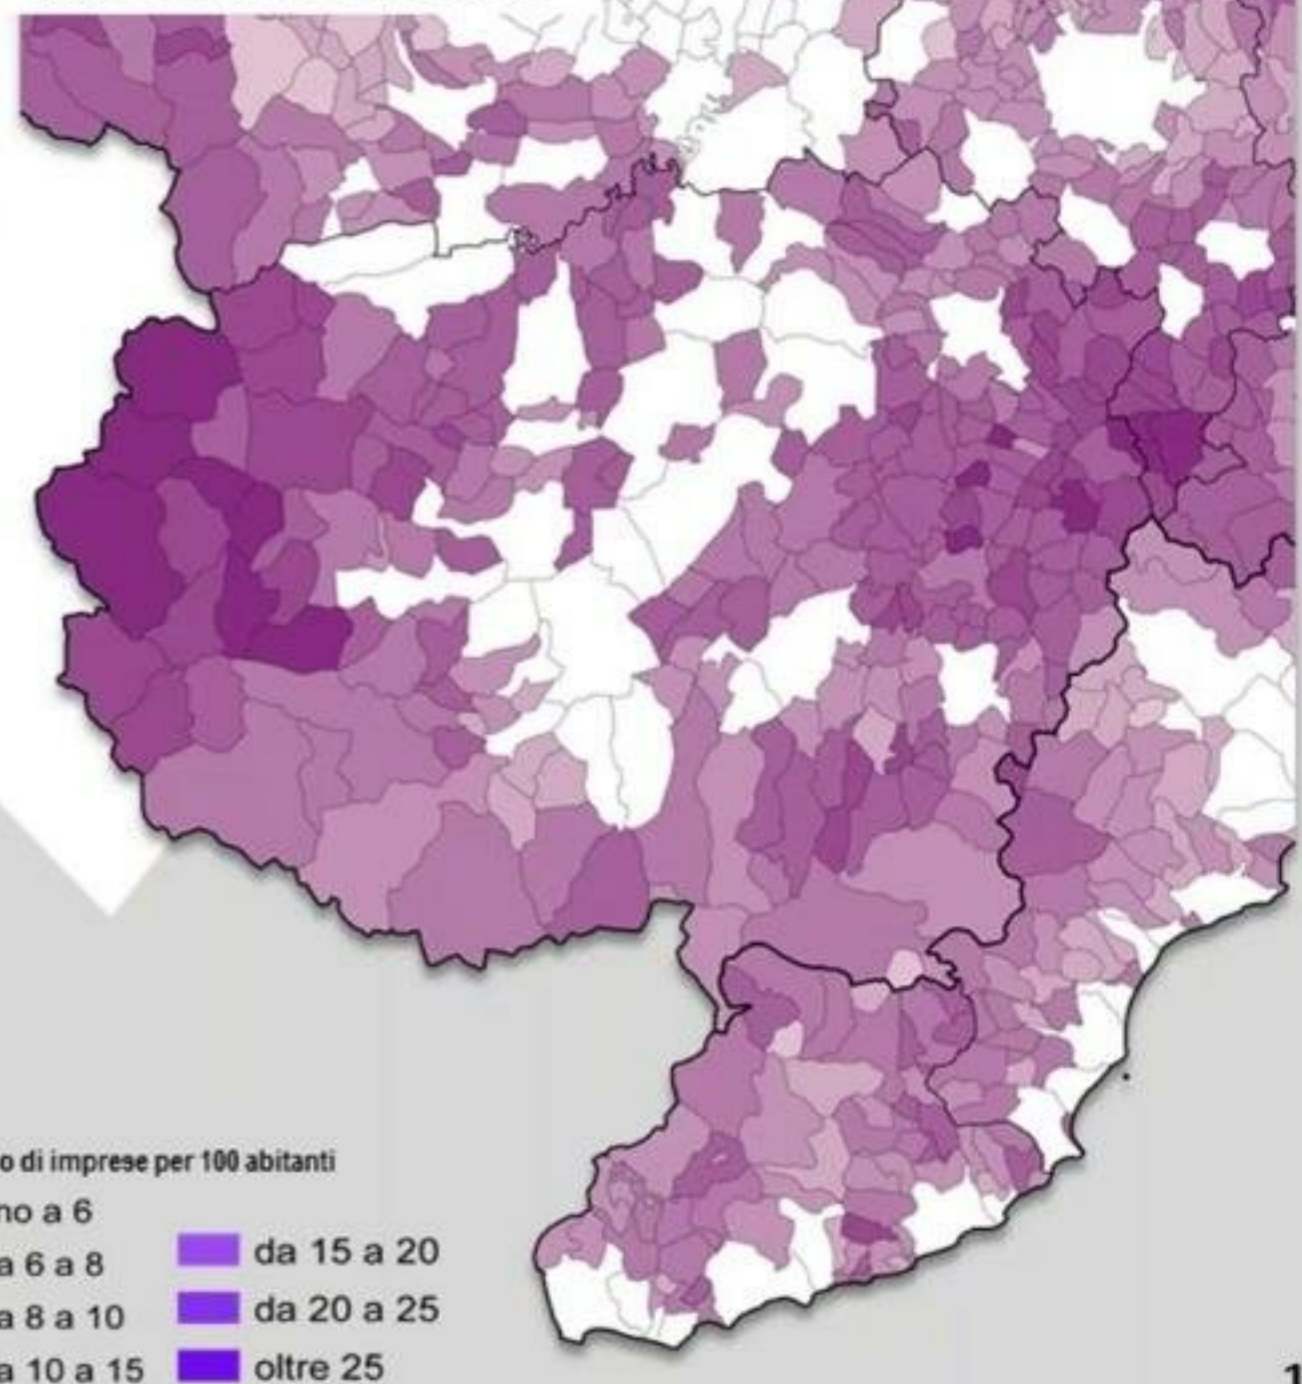 o di imprese per 100 abitanti
no a 6
a 6 a 8
a 8 a 10
a 10 a 15
da 15 a 20
da 20 a 25
oltre 25
1